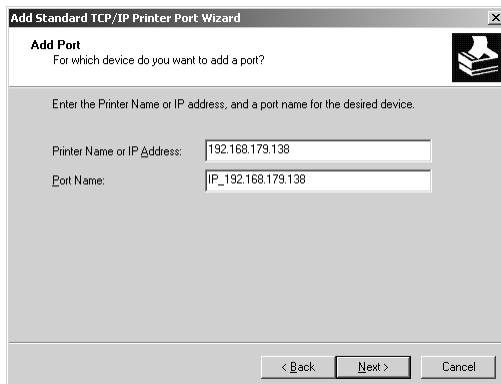 Add Standard TCP/IP Printer Port Wizard
Add Port
For which device do you want to add a port?
Enter the Printer Name or IP address, and a port name for the desired device.
Printer Name or IP Address: 192.168.179.138
Port Name: IP_192.168.179.138
< Back Next > Cancel